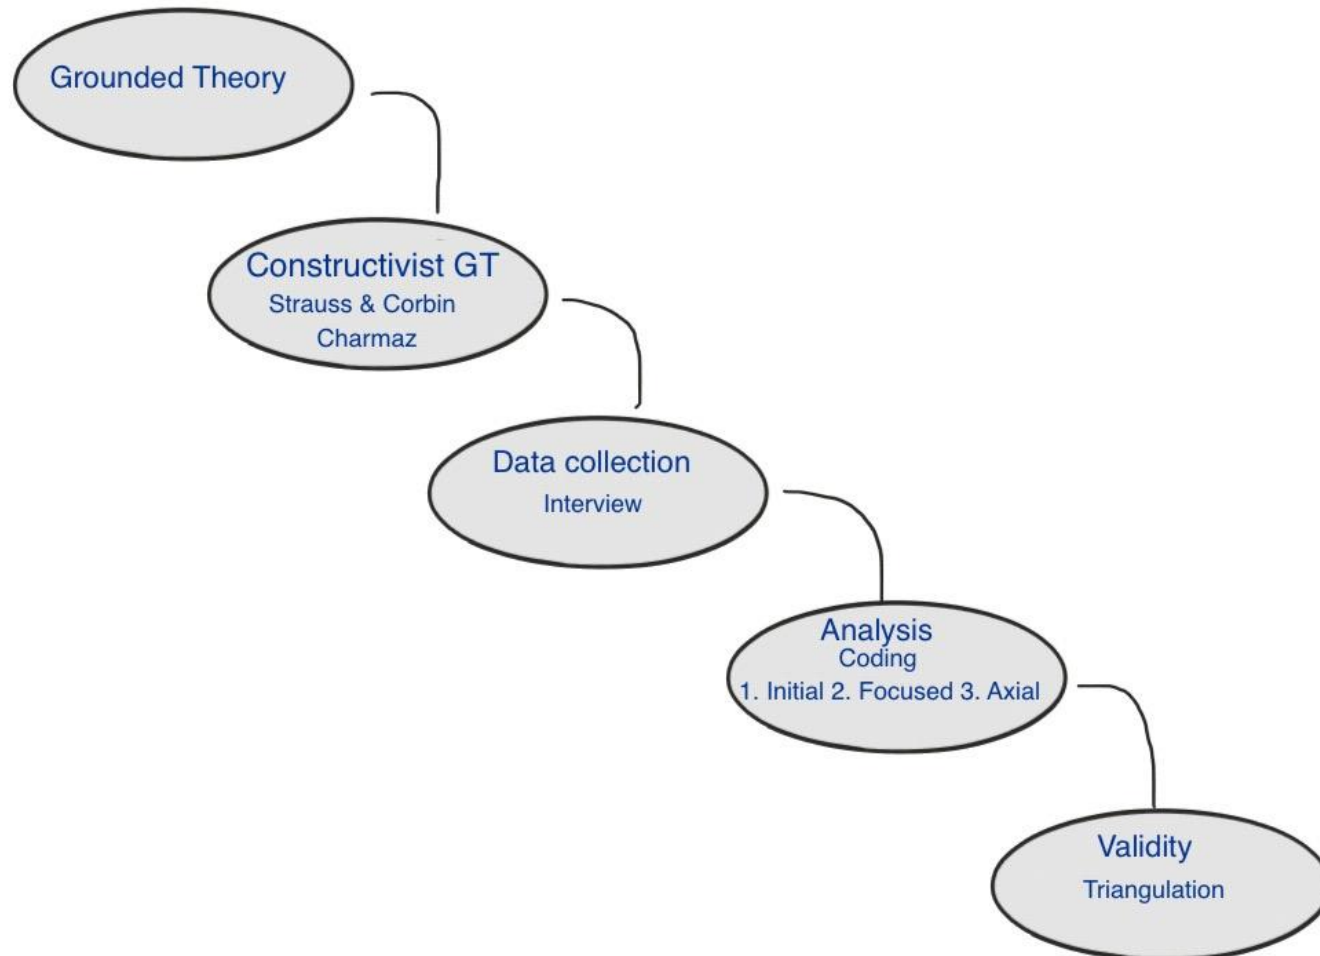 Grounded Theory
Constructivist GT
Strauss & Corbin
Charmaz
Data collection
Interview
Analysis
Coding
1. Initial 2. Focused 3. Axial
Validity
Triangulation